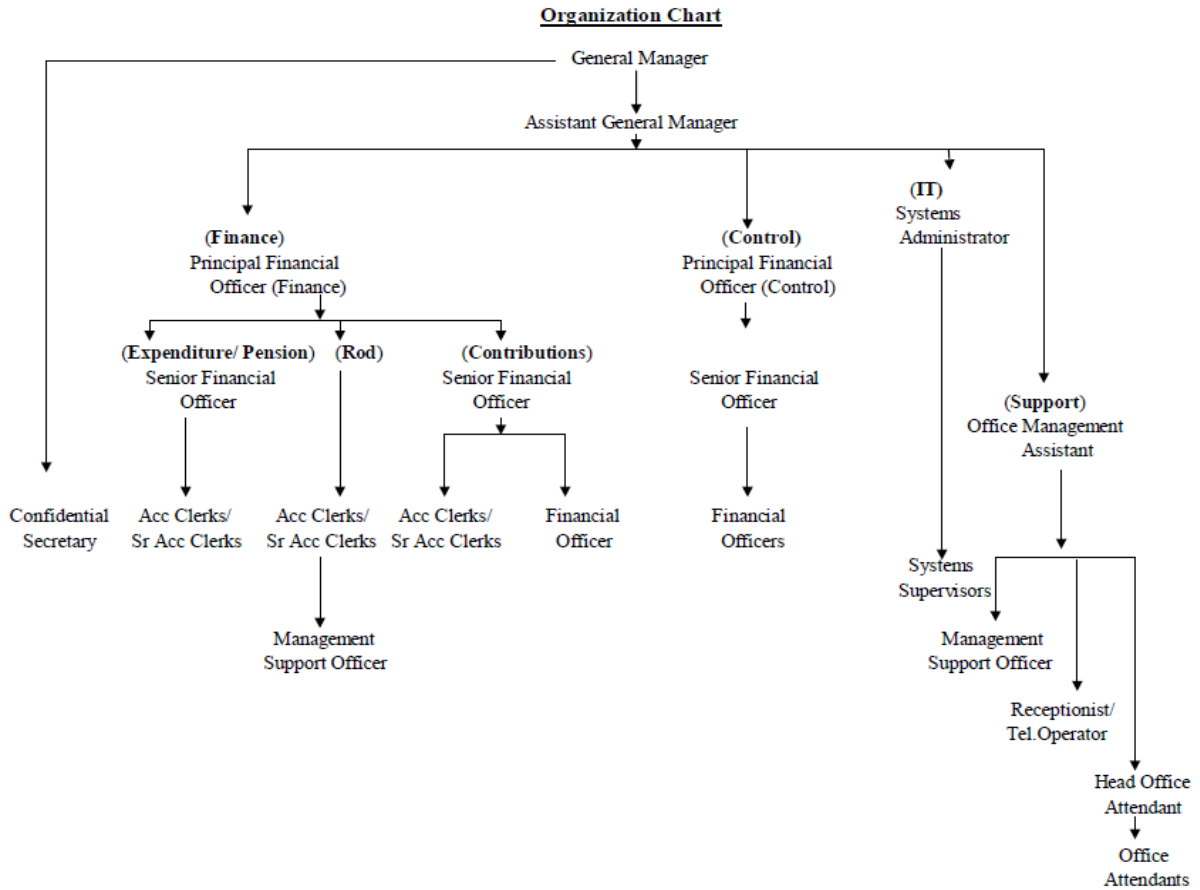 Organization Chart
General Manager
Assistant General Manager
(IT)
Systems
Administrator
(Finance)
Principal Financial
Officer (Finance)
(Control)
Principal Financial
Officer (Control)
(Expenditure/ Pension)
Senior Financial
Officer
(Rod)
(Contributions)
Senior Financial
Officer
Senior Financial
Officer
(Support)
Office Management
Assistant
Confidential
Secretary
Acc Clerks/
Sr Acc Clerks
Acc Clerks/
Sr Acc Clerks
Acc Clerks/
Sr Acc Clerks
Financial
Officer
Financial
Officers
Systems
Supervisors
Management
Support Officer
Management
Support Officer
Receptionist/
Tel.Operator
Head Office
Attendant
Office
Attendants